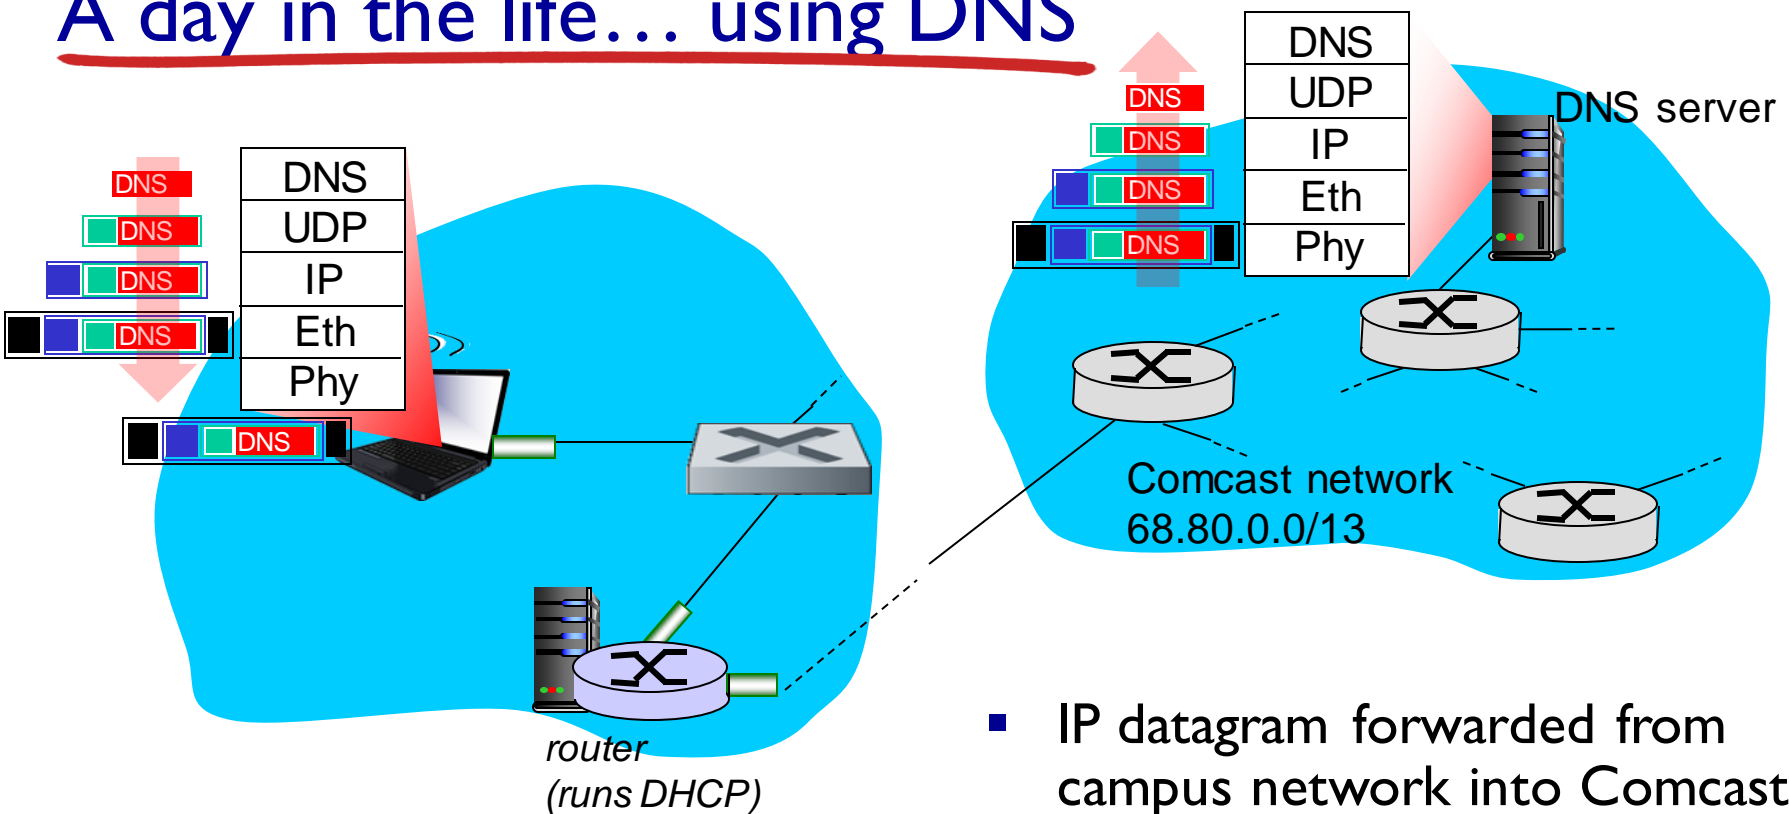 A day in the life… using DNS
DNS
DNS
DNS
DNS
DNS
UDP
IP
Eth
Phy
DNS
DNS
DNS
DNS
DNS
DNS
UDP
IP
Eth
Phy
DNS server
Comcast network
68.80.0.0/13
router
(runs DHCP)
IP datagram forwarded from
campus network into Comcast